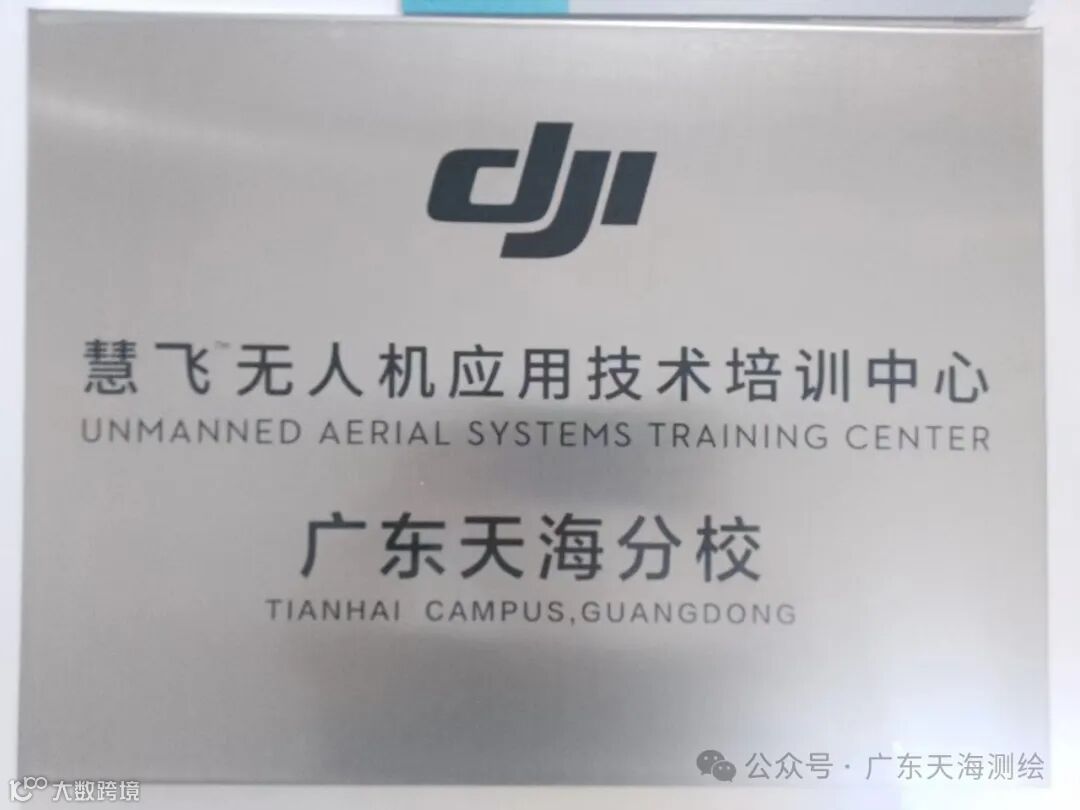 dji
慧飞™无人机应用技术培训中心
UNMANNED AERIAL SYSTEMS TRAINING CENTER
广东天海分校
TIANHAI CAMPUS,GUANGDONG
公众号·广东天海测绘
大数跨境